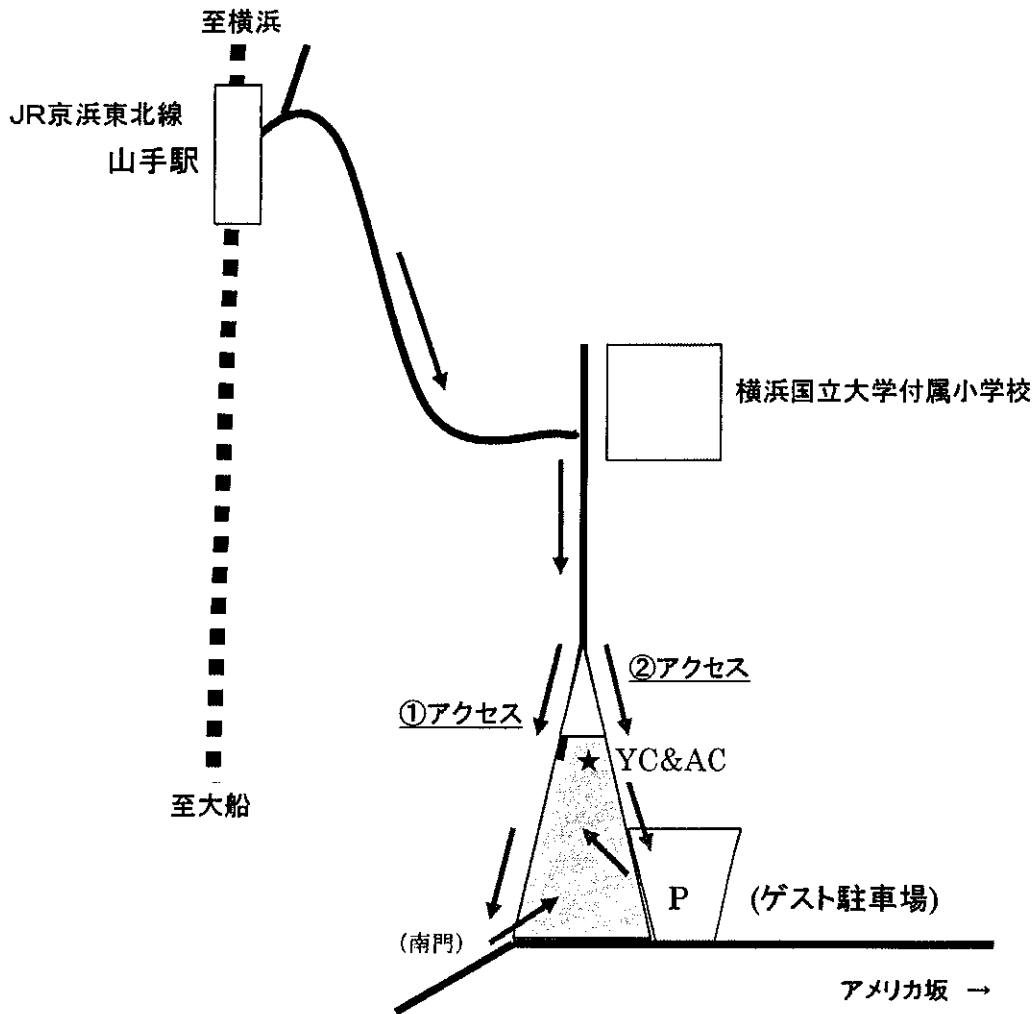 至横浜
JR京浜東北線
山手駅
横浜国立大学付属小学校
②アクセス
①アクセス
★ YC&AC
至大船
P
(ゲスト駐車場)
(南門)
アメリカ坂 →